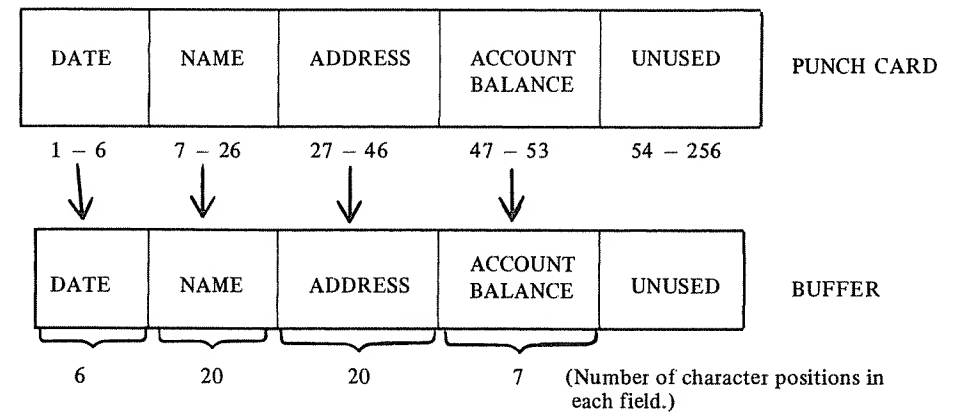 DATE NAME ADDRESS ACCOUNT BALANCE UNUSED PUNCH CARD
1 – 6 7 – 26 27 – 46 47 – 53 54 – 256
DATE NAME ADDRESS ACCOUNT BALANCE UNUSED BUFFER
6 20 20 7 (Number of character positions in
each field.)